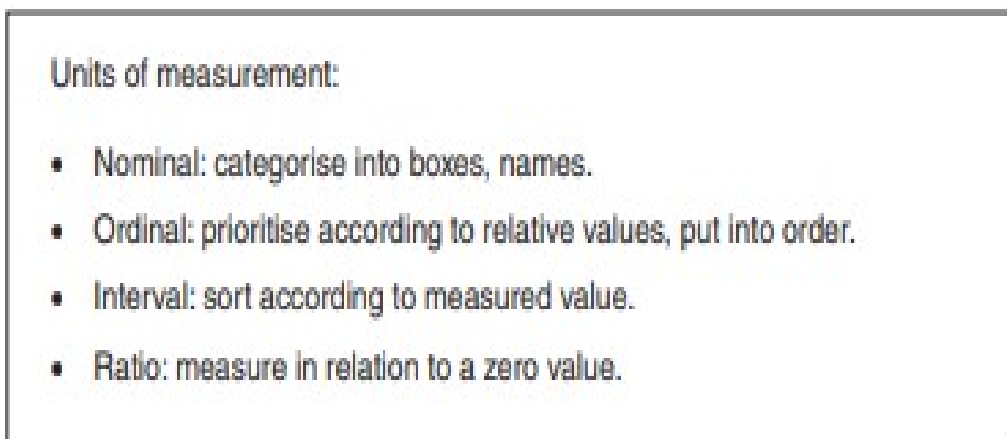 Units of measurement:
• Nominal: categorise into boxes, names.
• Ordinal: prioritise according to relative values, put into order.
• Interval: sort according to measured value.
• Ratio: measure in relation to a zero value.